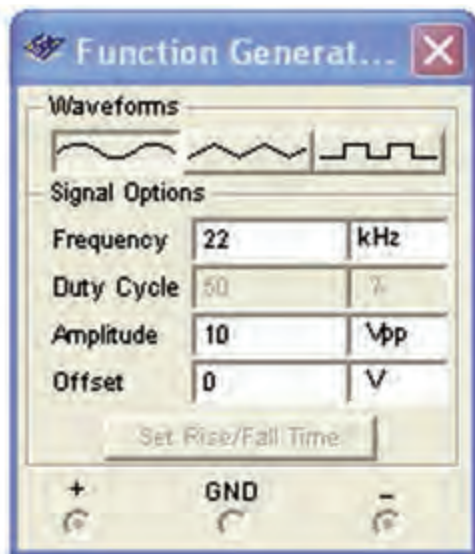 Function Generat...
Waveforms
Signal Options
Frequency 22 kHz
Duty Cycle 50 %
Amplitude 10 Vpp
Offset 0 V
Set Rise/Fall Time
+ GND -